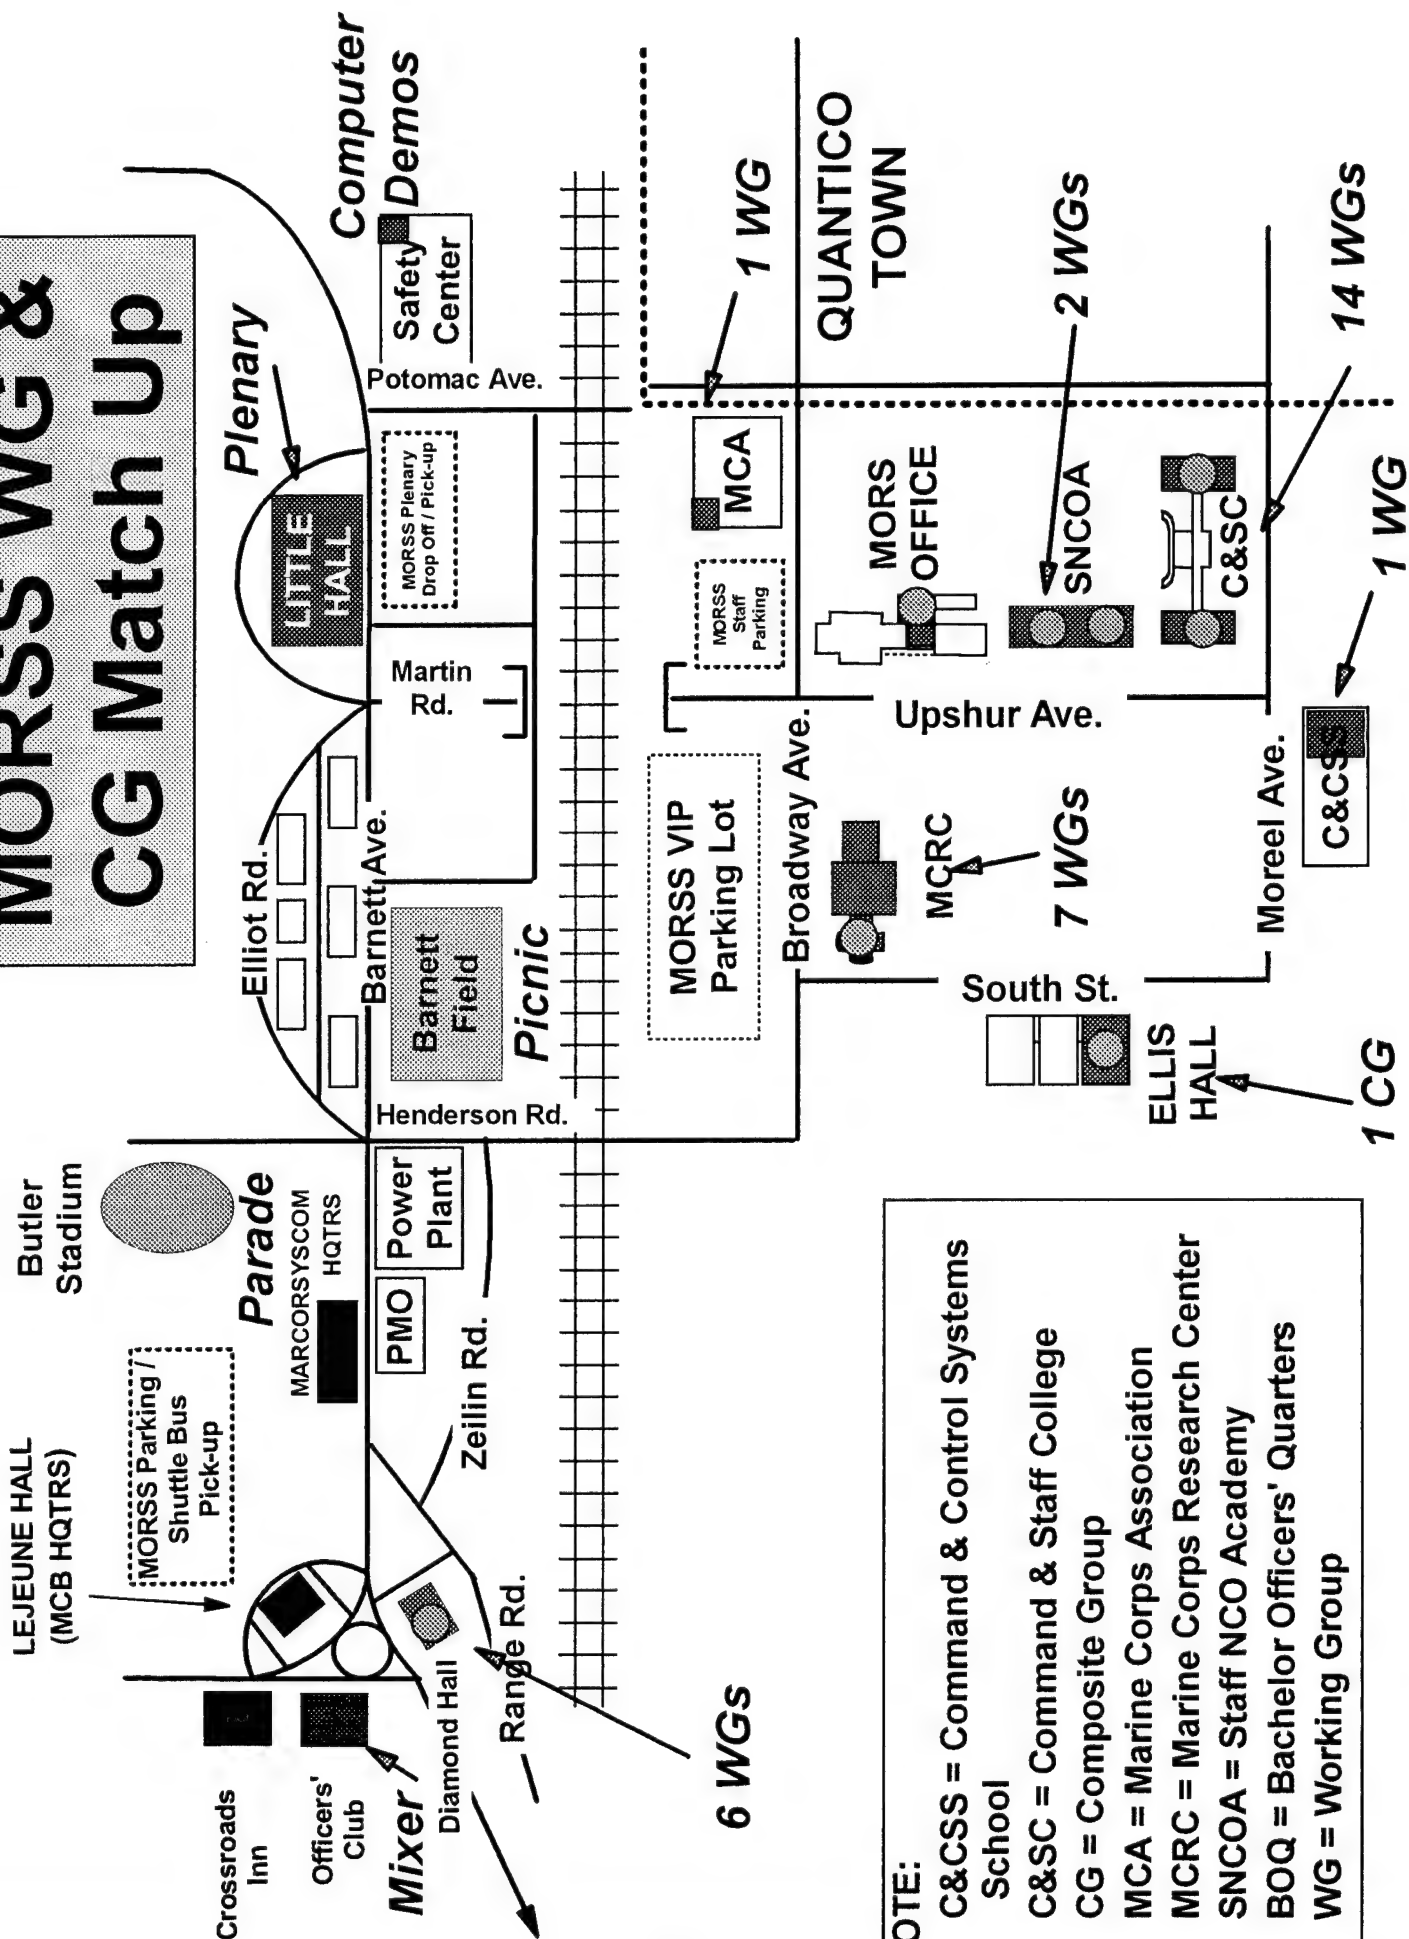 MORSS WG &
CG Match Up
LEJEUNE HALL
(MCB HQTRS)
Butler
Stadium
MORSS Parking /
Shuttle Bus
Pick-up
Crossroads
Inn
Officers'
Club
Mixer
Parade
MARCORSYSCOM
HQTRS
Elliot Rd.
Plenary
LITTLE
HALL
Computer
Demos
Safety
Center
Barnett Ave.
Henderson Rd.
Potomac Ave.
PMO
Power
Plant
Barnett
Field
Picnic
Martin
Rd.
MORSS Plenary
Drop Off / Pick-up
Diamond Hall
Zeilin Rd.
Range Rd.
6 WGs
MORSS VIP
Parking Lot
MORSS
Staff
Parking
MCA
1 WG
Broadway Ave.
QUANTICO
TOWN
MCRC
7 WGs
Upshur Ave.
MORS
OFFICE
South St.
SNCOA
2 WGs
ELLIS
HALL
1 CG
C&SC
14 WGs
Moreel Ave.
C&CSS
1 WG
OTE:
C&CSS = Command & Control Systems
School
C&SC = Command & Staff College
CG = Composite Group
MCA = Marine Corps Association
MCRC = Marine Corps Research Center
SNCOA = Staff NCO Academy
BOQ = Bachelor Officers' Quarters
WG = Working Group